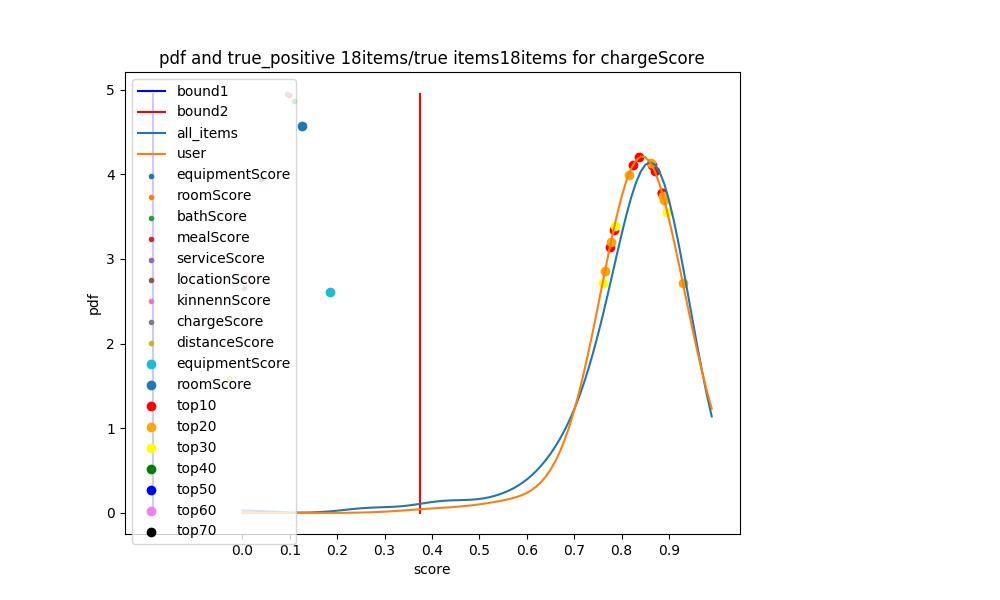 pdf and true_positive 18items/true items18items for chargeScore
bound1
bound2
all_items
user
equipmentScore
roomScore
bathScore
mealScore
serviceScore
locationScore
kinnennScore
chargeScore
distanceScore
equipmentScore
roomScore
top10
top20
top30
top40
top50
top60
top70
5
4
3
2
1
0
pdf
0.0 0.1 0.2 0.3 0.4 0.5 0.6 0.7 0.8 0.9
score